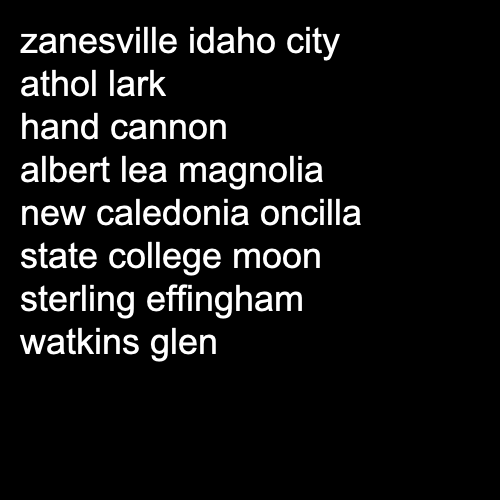 zanesville idaho city
athol lark
hand cannon
albert lea magnolia
new caledonia oncilla
state college moon
sterling effingham
watkins glen